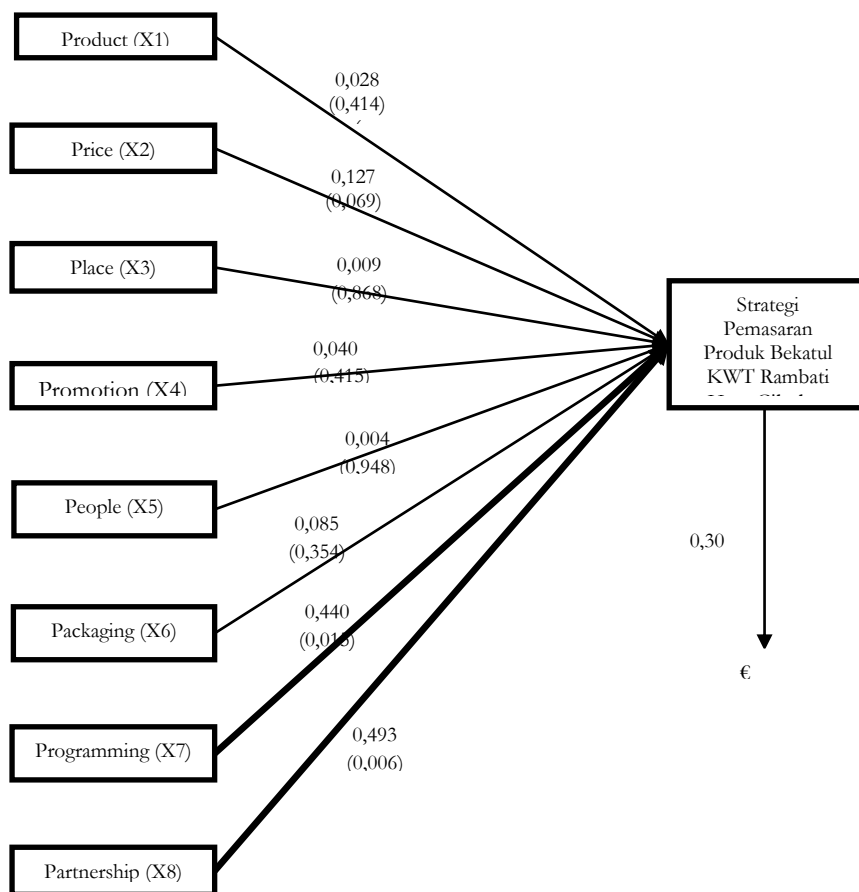 Product (X1)
0,028
(0,414)
Price (X2)
0,127
(0,069)
Place (X3)
0,009
(0,868)
Strategi
Pemasaran
Produk Bekatul
KWT Rambati
Promotion (X4)
0,040
(0,415)
0,004
(0,948)
People (X5)
0,085
(0,354)
0,30
Packaging (X6)
0,440
€
Programming (X7)
0,493
(0,006)
Partnership (X8)